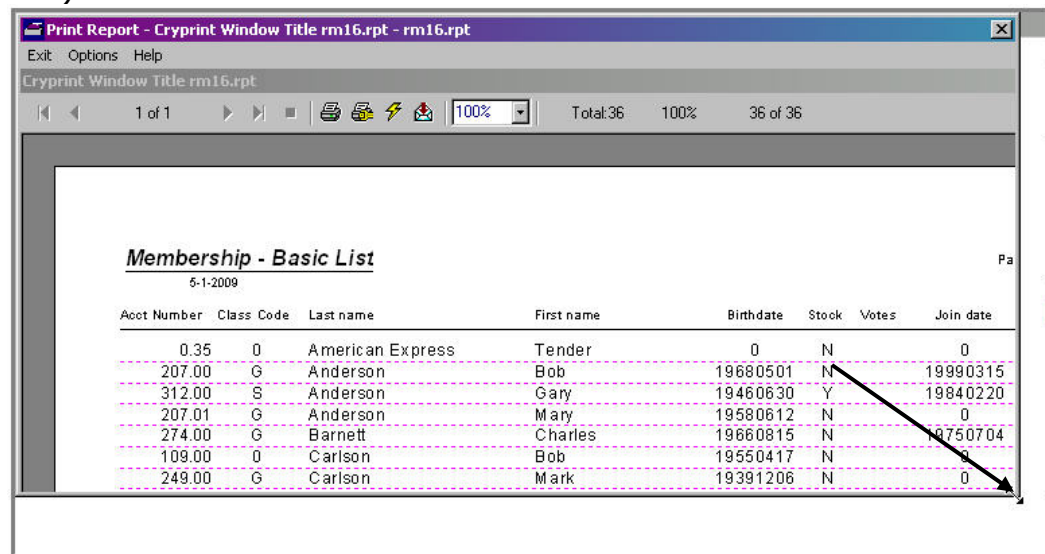 Print Report - Cryprint Window Title rm16.rpt - rm16.rpt
Exit Options Help
Cryprint Window Title rm16.rpt
1 of 1 100% Total:36 100% 36 of 36
Membership - Basic List
Pa
5-1-2009
Acct Number Class Code Last name First name Birthdate Stock Votes Join date
0.35 0 American Express Tender 0 N 0
207.00 G Anderson Bob 19680501 N 19990315
312.00 S Anderson Gary 19460630 Y 19840220
207.01 G Anderson Mary 19580612 N 0
274.00 G Barnett Charles 19660815 N 19750704
109.00 0 Carlson Bob 19550417 N 0
249.00 G Carlson Mark 19391206 N 0